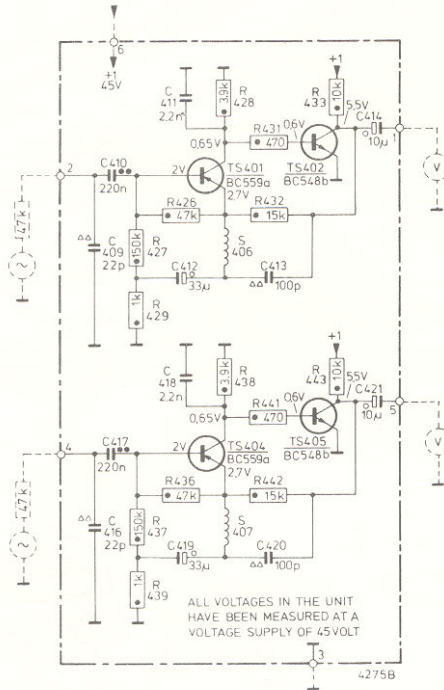 6
+1
45V
C
411
2.2n
3.9k
R
428
R
433
10k
+1
5,5V
C414
10µ
1
R431
470
0,6V
0,65V
TS401
BC559a
2,7V
TS402
BC548b
2
C410
220n
2V
R426
47k
R432
15k
47k
C
409
22p
150k
R
427
S
406
C412
33µ
C413
100p
1k
R
429
V
C
418
2.2n
3.9k
R
438
R
443
10k
+1
5,5V
C421
10µ
5
R441
470
0,6V
0,65V
TS404
BC559a
2,7V
TS405
BC548b
4
C417
220n
2V
R436
47k
R442
15k
47k
C
416
22p
150k
R
437
S
407
C419
33µ
C420
100p
1k
R
439
V
ALL VOLTAGES IN THE UNIT
HAVE BEEN MEASURED AT A
VOLTAGE SUPPLY OF 45VOLT
3
4275B